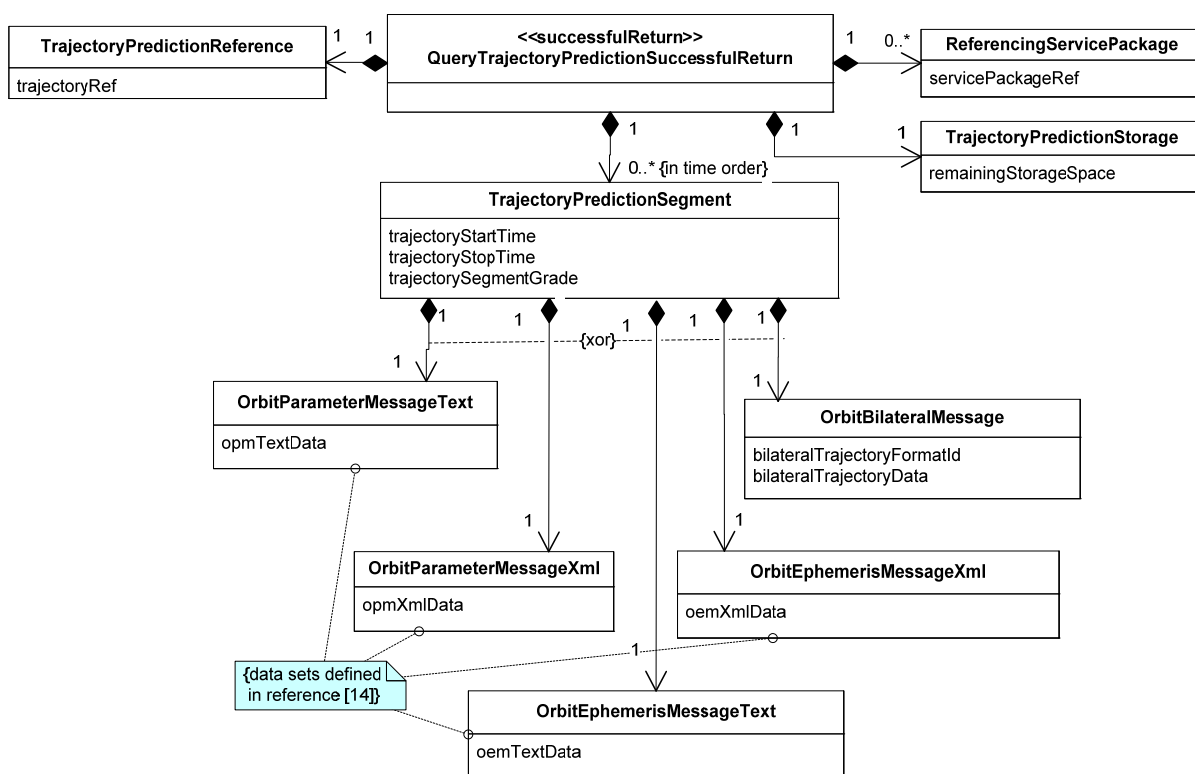 TrajectoryPredictionReference
trajectoryRef
1
1
<<successfulReturn>>
QueryTrajectoryPredictionSuccessfulReturn
1
0..*
ReferencingServicePackage
servicePackageRef
1
1
1
TrajectoryPredictionStorage
remainingStorageSpace
0..* {in time order}
TrajectoryPredictionSegment
trajectoryStartTime
trajectoryStopTime
trajectorySegmentGrade
1
1
1
1
1
{xor}
1
1
OrbitParameterMessageText
opmTextData
OrbitBilateralMessage
bilateralTrajectoryFormatId
bilateralTrajectoryData
1
1
OrbitParameterMessageXml
opmXmlData
OrbitEphemerisMessageXml
oemXmlData
1
{data sets defined
in reference [14]}
OrbitEphemerisMessageText
oemTextData